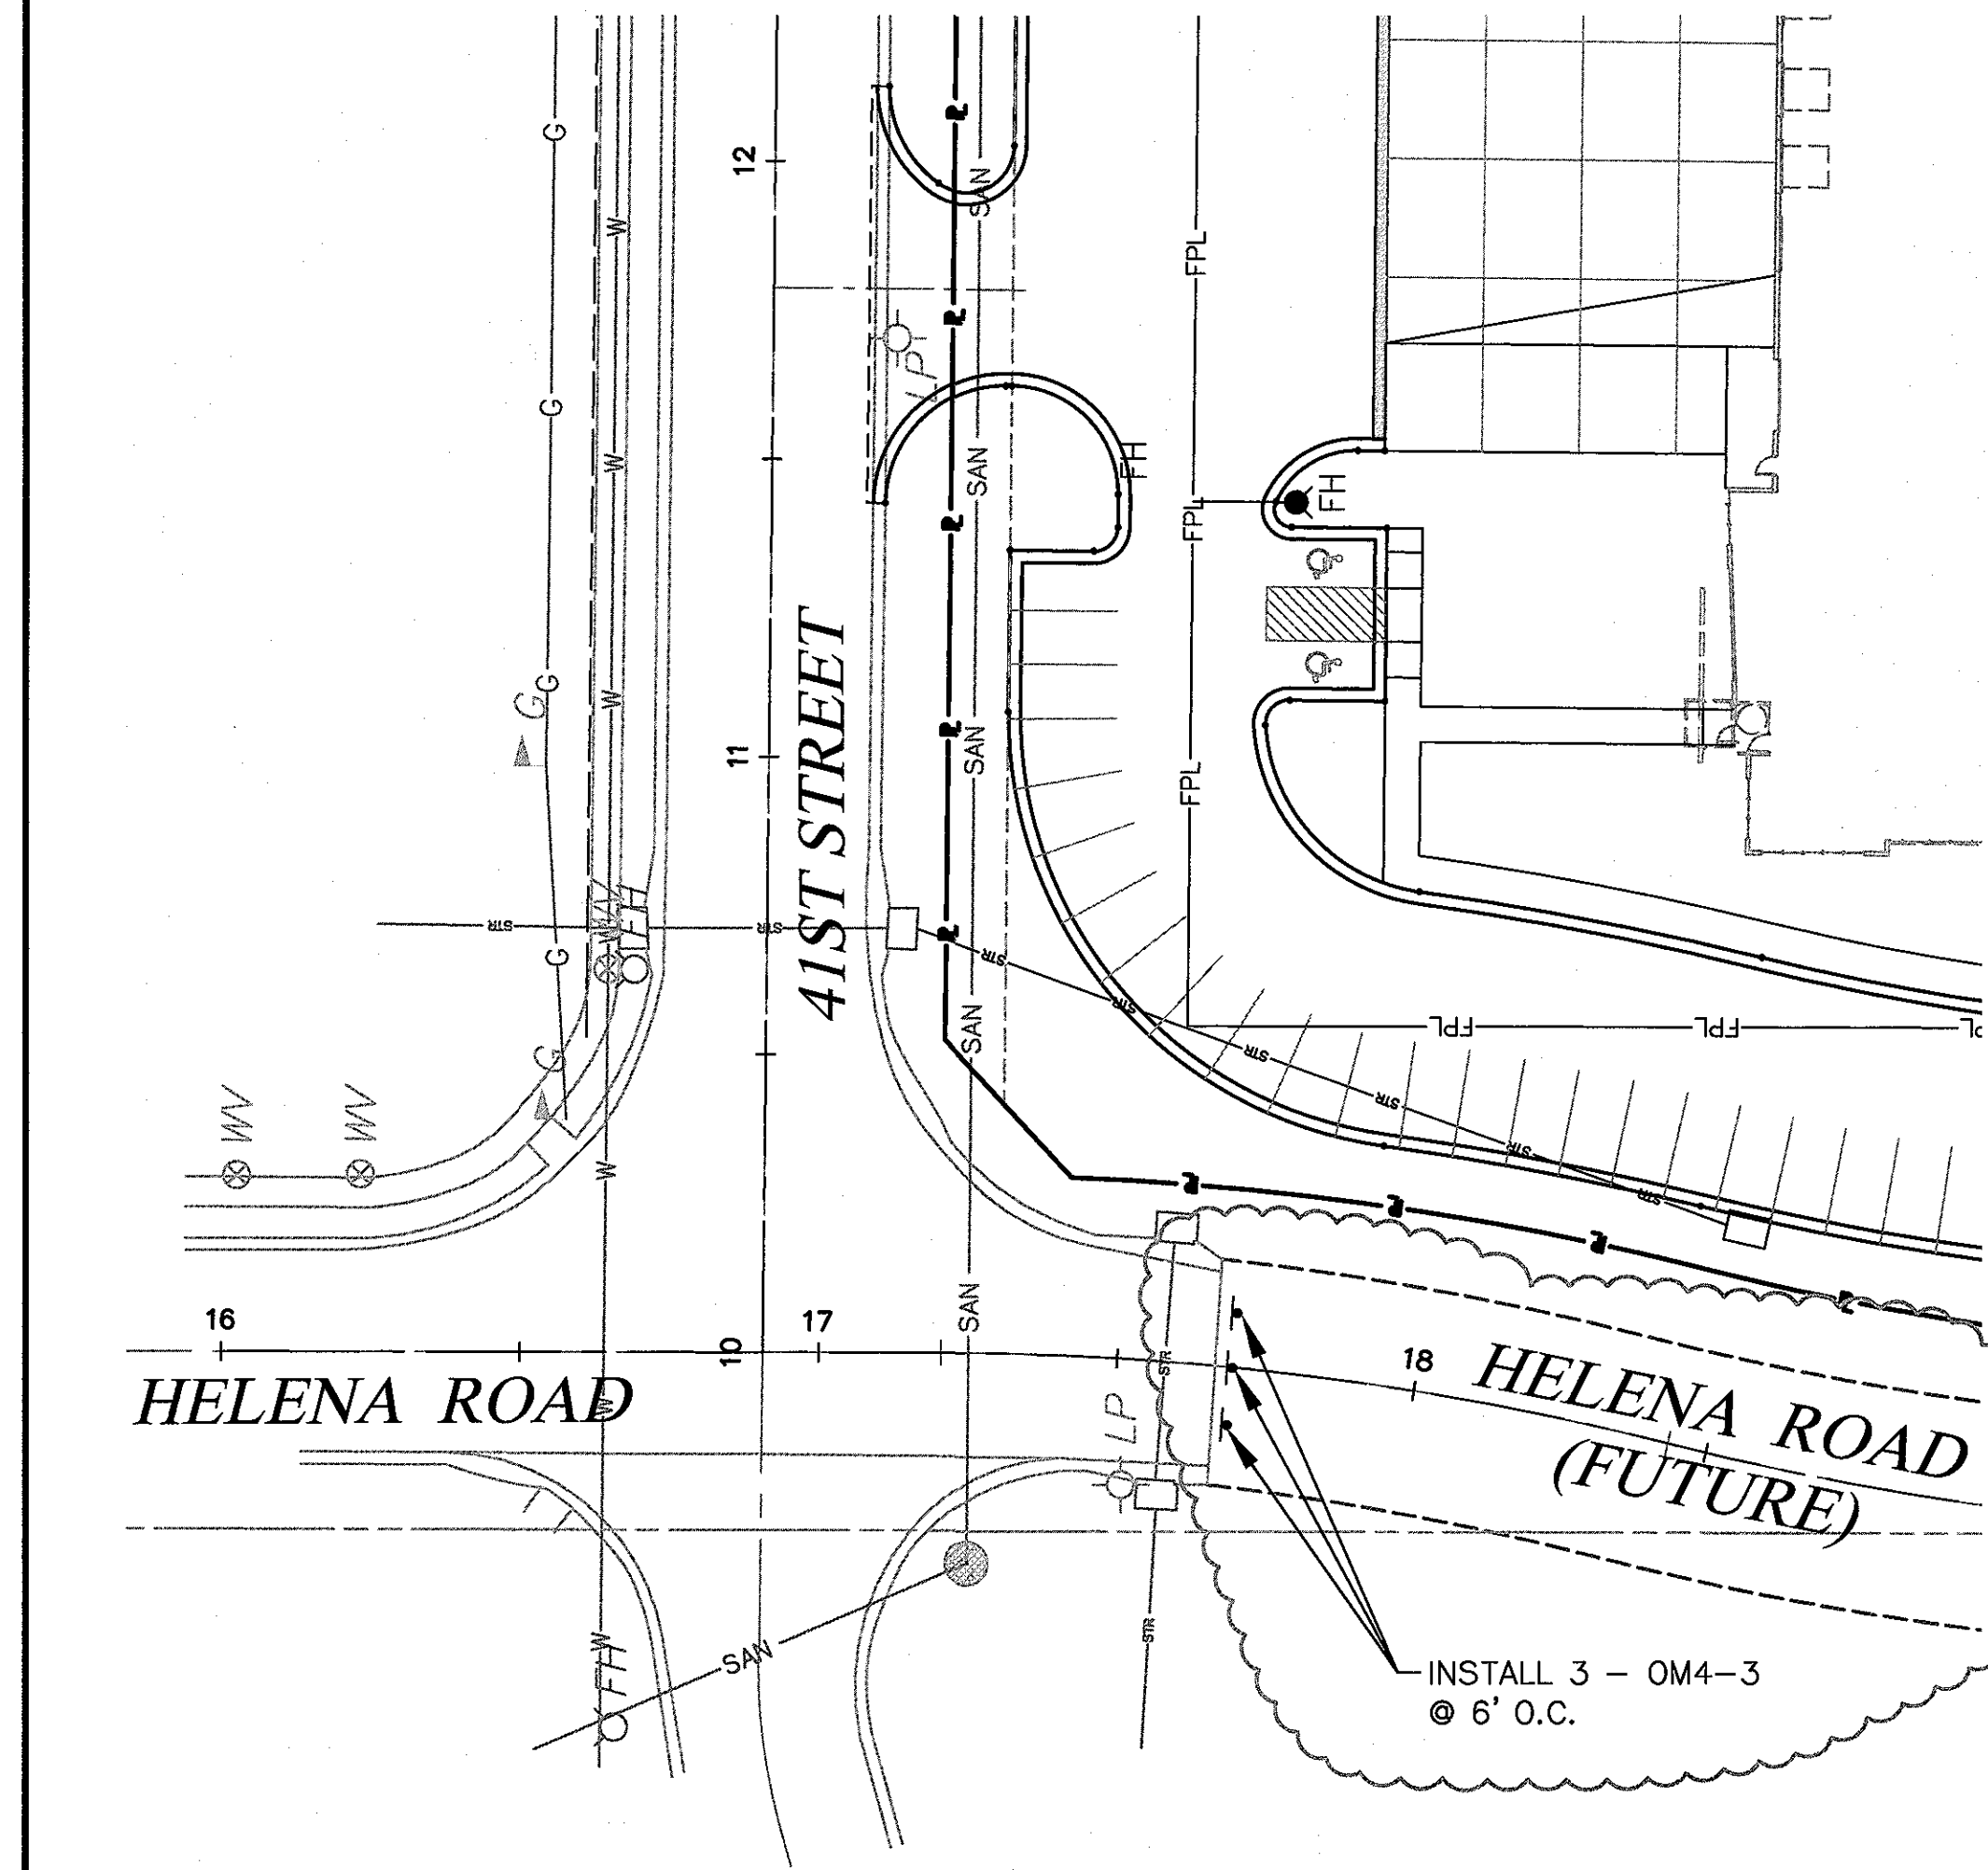 12
G
W
SAN
FPL
LP
G
W
SAN
FH
FH
FPL
41ST STREET
G
G
W
11
SAN
FPL
STR
WV
FH
STR
STR
G
SAN
STR
FPL
FPL
G
STR
STR
WV
WV
W
STR
STR
SAN
16
10
17
18
STR
HELENA ROAD
W
LP
HELENA ROAD
(FUTURE)
STR
W
SAN
FH
INSTALL 3 - OM4-3
@ 6' O.C.